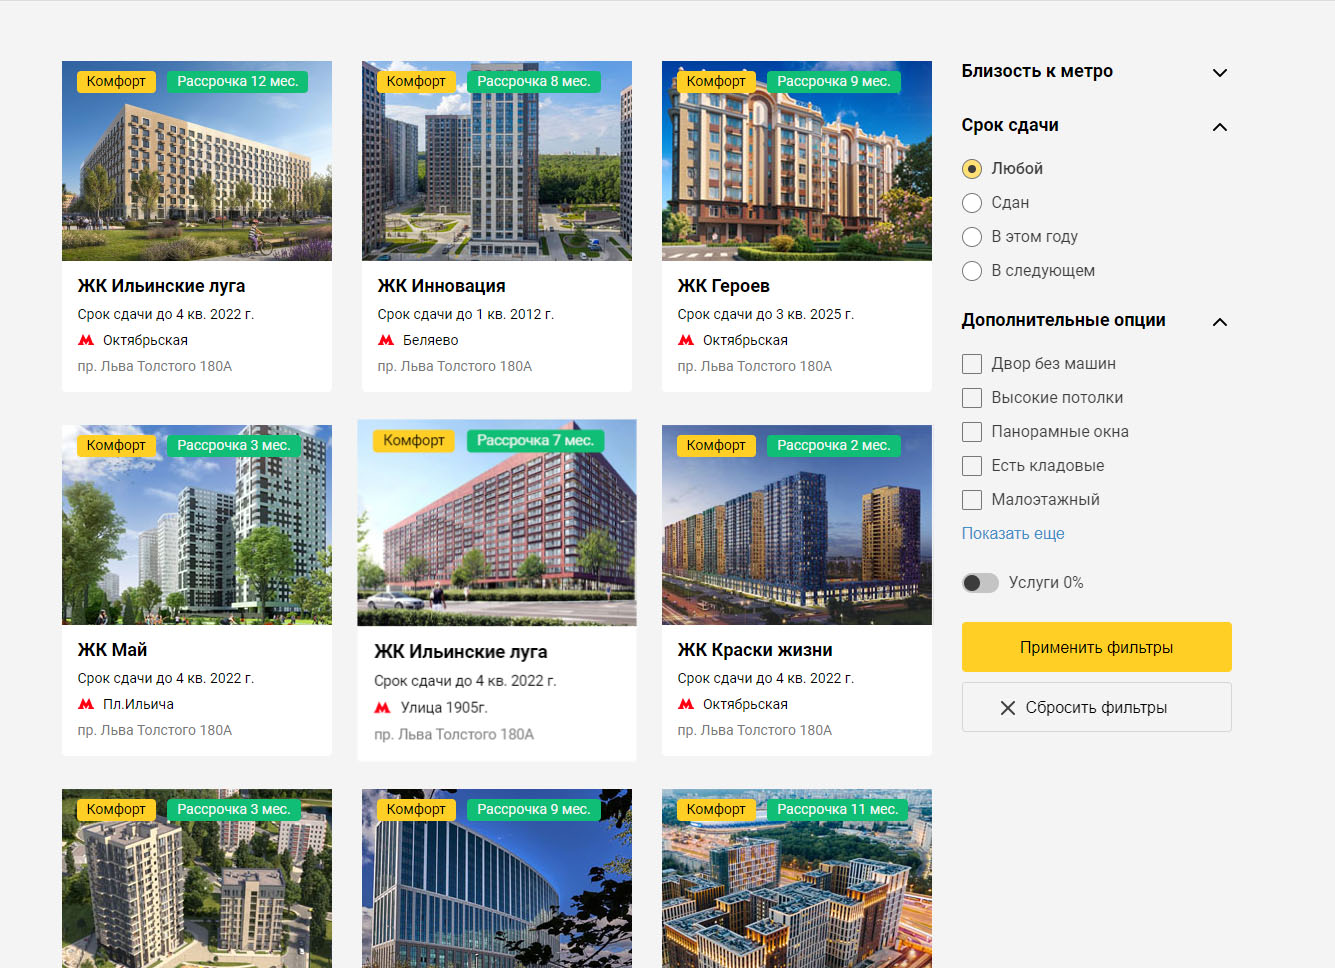 Комфорт Рассрочка 12 мес.
ЖК Ильинские луга
Срок сдачи до 4 кв. 2022 г.
Октябрьская
пр. Льва Толстого 180А
Комфорт Рассрочка 8 мес.
ЖК Инновация
Срок сдачи до 1 кв. 2012 г.
Беляево
пр. Льва Толстого 180А
Комфорт Рассрочка 9 мес.
ЖК Героев
Срок сдачи до 3 кв. 2025 г.
Октябрьская
пр. Льва Толстого 180А
Комфорт Рассрочка 3 мес.
ЖК Май
Срок сдачи до 4 кв. 2022 г.
Пл.Ильича
пр. Льва Толстого 180А
Комфорт Рассрочка 7 мес.
ЖК Ильинские луга
Срок сдачи до 4 кв. 2022 г.
Улица 1905г.
пр. Льва Толстого 180А
Комфорт Рассрочка 2 мес.
ЖК Краски жизни
Срок сдачи до 4 кв. 2022 г.
Октябрьская
пр. Льва Толстого 180А
Комфорт Рассрочка 3 мес.
Комфорт Рассрочка 9 мес.
Комфорт Рассрочка 11 мес.
Близость к метро
Срок сдачи
Любой
Сдан
В этом году
В следующем
Дополнительные опции
Двор без машин
Высокие потолки
Панорамные окна
Есть кладовые
Малоэтажный
Показать еще
Услуги 0%
Применить фильтры
Сбросить фильтры